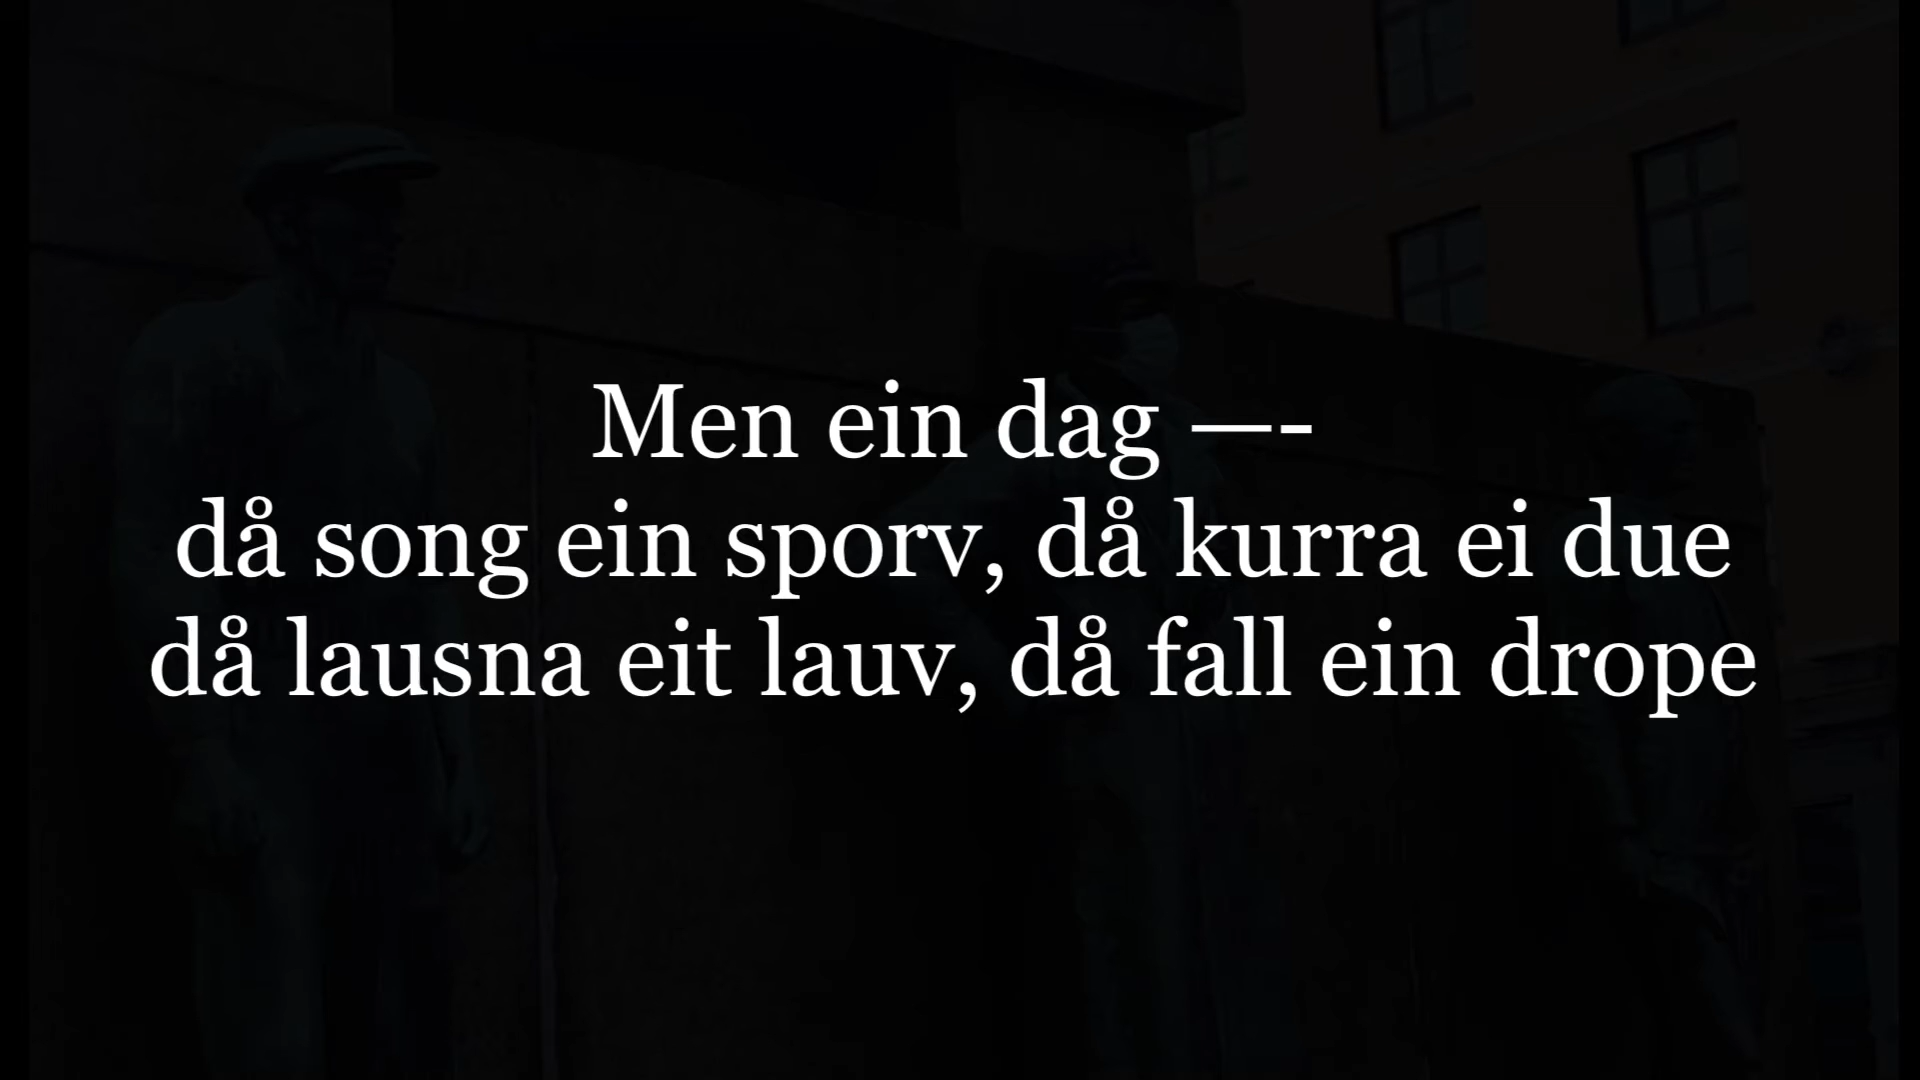 Men ein dag —-
då song ein sporv, då kurra ei due
då lausna eit lauv, då fall ein drope